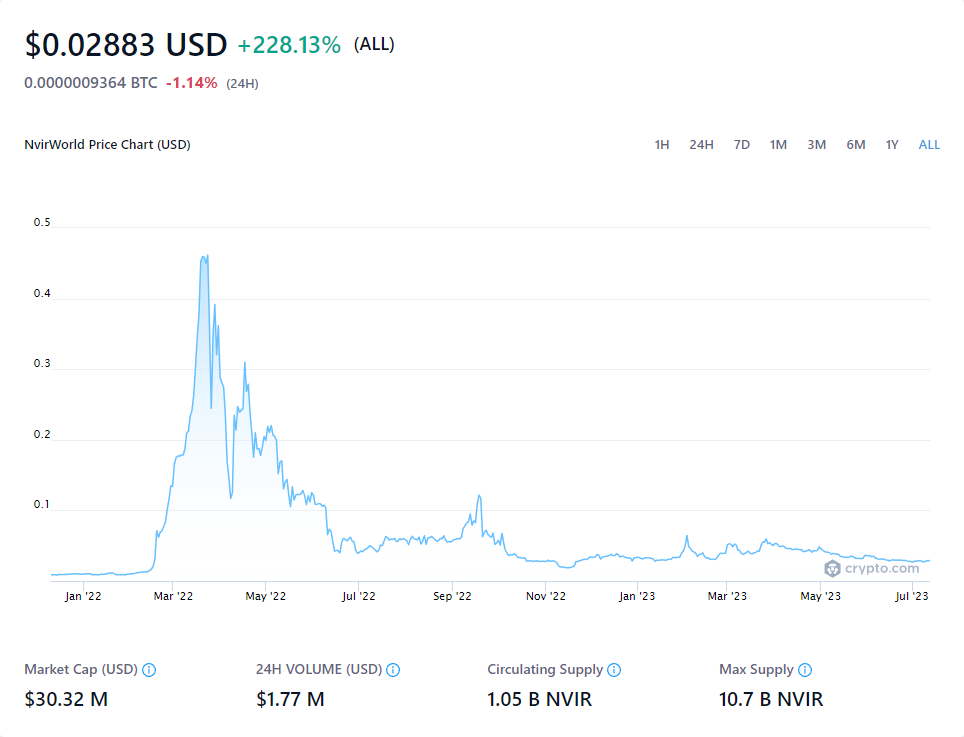 $0.02883 USD +228.13% (ALL)
0.0000009364 BTC -1.14% (24H)
NvirWorld Price Chart (USD) 1H 24H 7D 1M 3M 6M 1Y ALL
0.5
0.4
0.3
0.2
0.1
crypto.com
Jan '22 Mar '22 May '22 Jul '22 Sep '22 Nov '22 Jan '23 Mar '23 May '23 Jul '23
Market Cap (USD) 24H VOLUME (USD) Circulating Supply Max Supply
$30.32 M $1.77 M 1.05 B NVIR 10.7 B NVIR